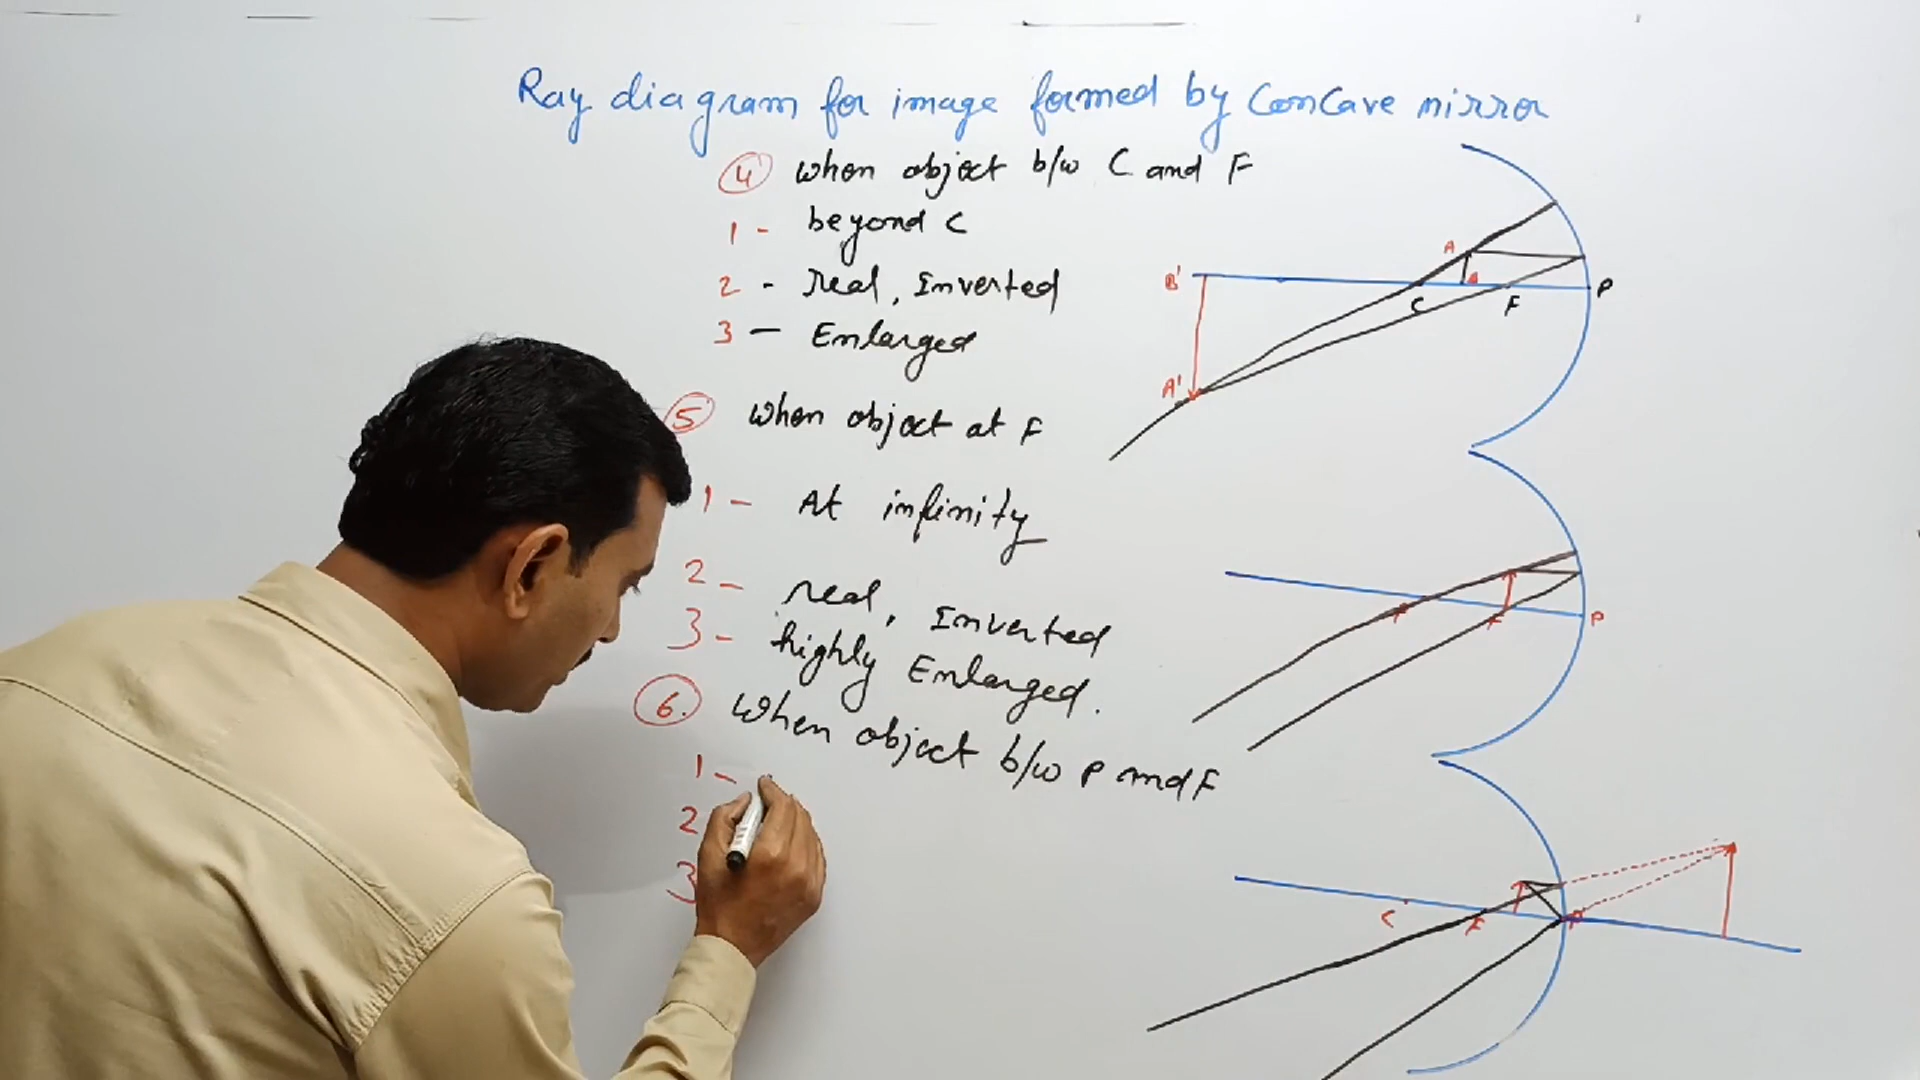 Ray diagram for image formed by Concave mirror
4 When object b/w C and F
1 - beyond C
2 - real, Inverted
3 - Enlarged
A
B'
B
C
F
P
A'
5 When object at F
1 - At infinity
2 - real, Inverted
3 - highly Enlarged.
F
P
6. When object b/w P and F
1 -
2
3
C
F
P